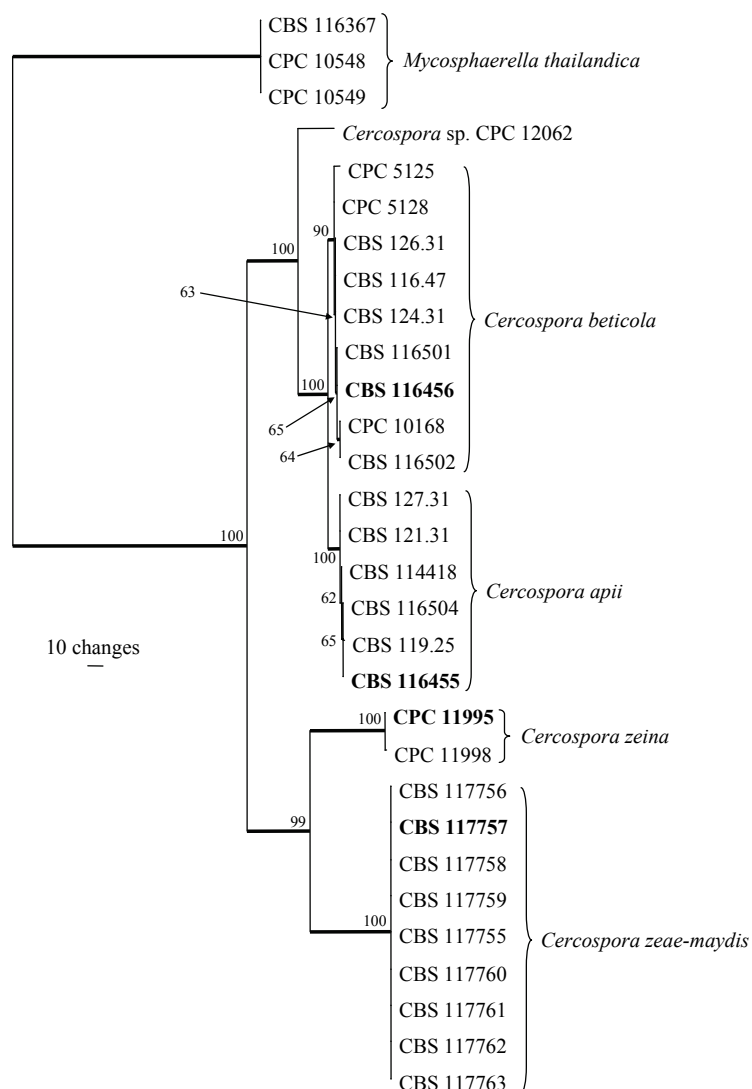 CBS 116367
CPC 10548
CPC 10549
Mycosphaerella thailandica
Cercospora sp. CPC 12062
CPC 5125
CPC 5128
CBS 126.31
CBS 116.47
CBS 124.31
CBS 116501
CBS 116456
CPC 10168
CBS 116502
Cercospora beticola
90
100
63
100
65
64
CBS 127.31
CBS 121.31
CBS 114418
CBS 116504
CBS 119.25
CBS 116455
Cercospora apii
100
62
65
100
10 changes
CPC 11995
CPC 11998
Cercospora zeina
100
99
CBS 117756
CBS 117757
CBS 117758
CBS 117759
CBS 117755
CBS 117760
CBS 117761
CBS 117762
CBS 117763
Cercospora zeae-maydis
100